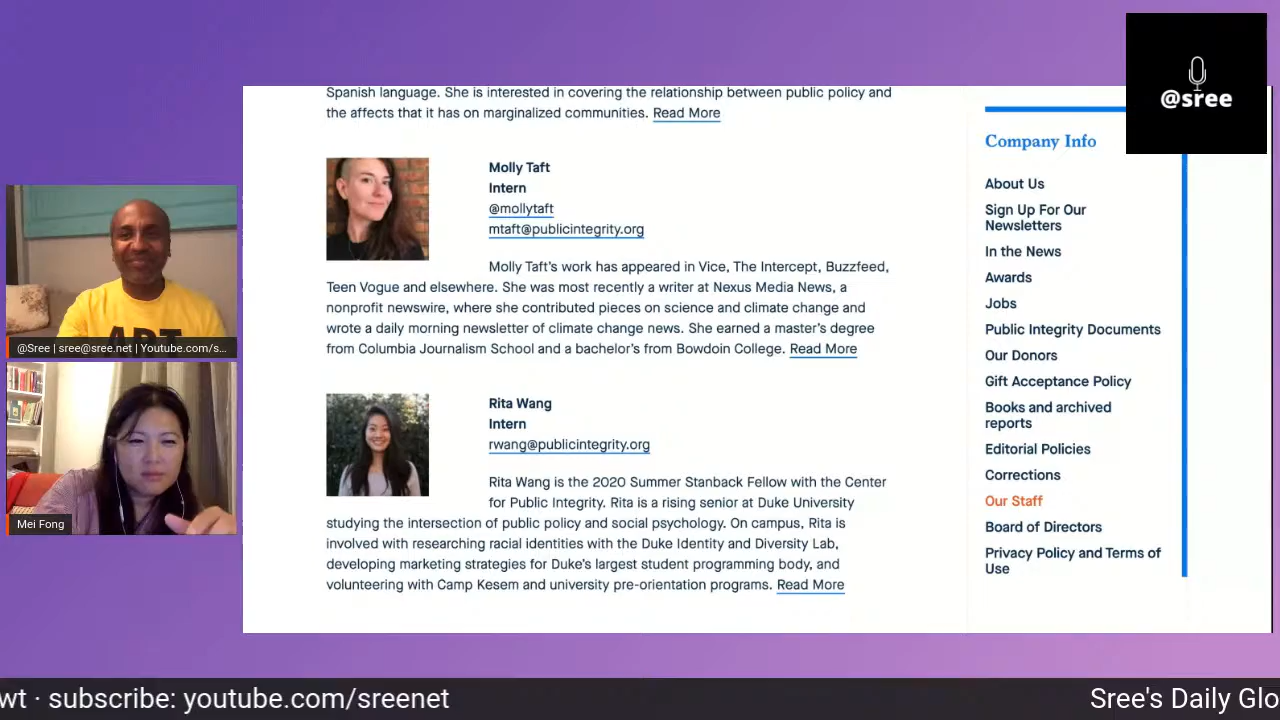 @sree
Spanish language. She is interested in covering the relationship between public policy and
the affects that it has on marginalized communities. Read More
Molly Taft
Intern
@mollytaft
mtaft@publicintegrity.org
Molly Taft's work has appeared in Vice, The Intercept, Buzzfeed,
Teen Vogue and elsewhere. She was most recently a writer at Nexus Media News, a
nonprofit newswire, where she contributed pieces on science and climate change and
wrote a daily morning newsletter of climate change news. She earned a master's degree
from Columbia Journalism School and a bachelor's from Bowdoin College. Read More
Rita Wang
Intern
rwang@publicintegrity.org
Rita Wang is the 2020 Summer Stanback Fellow with the Center
for Public Integrity. Rita is a rising senior at Duke University
studying the intersection of public policy and social psychology. On campus, Rita is
involved with researching racial identities with the Duke Identity and Diversity Lab,
developing marketing strategies for Duke's largest student programming body, and
volunteering with Camp Kesem and university pre-orientation programs. Read More
Company Info
About Us
Sign Up For Our
Newsletters
In the News
Awards
Jobs
Public Integrity Documents
Our Donors
Gift Acceptance Policy
Books and archived
reports
Editorial Policies
Corrections
Our Staff
Board of Directors
Privacy Policy and Terms of
Use
ART
@Sree | sree@sree.net | Youtube.com/s...
Mei Fong
wt · subscribe: youtube.com/sreenet
Sree's Daily Glo